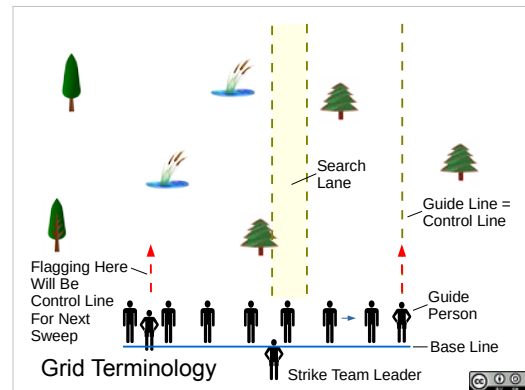 Search
Lane
Guide Line =
Control Line
Flagging Here
Will Be
Control Line
For Next
Sweep
Guide
Person
Base Line
Grid Terminology
Strike Team Leader
cc